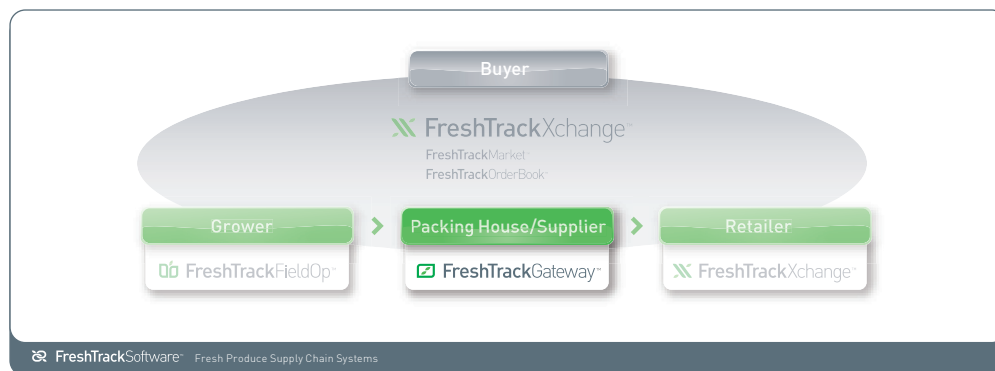 Buyer
FreshTrackXchange™
FreshTrackMarket™
FreshTrackOrderBook™
Grower
Packing House/Supplier
Retailer
FreshTrackFieldOp™
FreshTrackGateway™
FreshTrackXchange™
FreshTrackSoftware™ Fresh Produce Supply Chain Systems